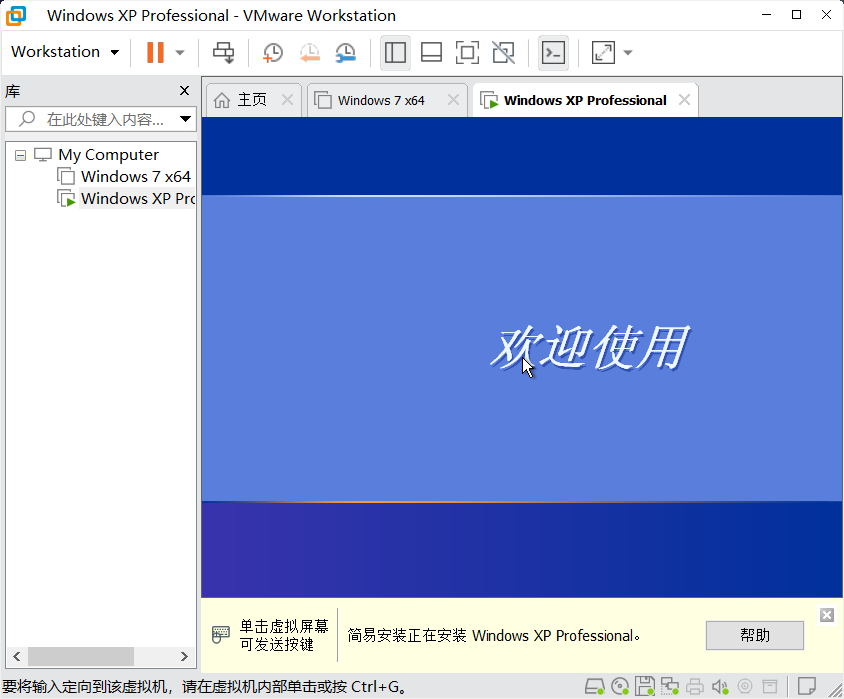 Windows XP Professional - VMware Workstation
Workstation
库
主页
Windows 7 x64
Windows XP Professional
在此处键入内容...
My Computer
Windows 7 x64
Windows XP Pro
欢迎使用
单击虚拟屏幕
可发送按键
简易安装正在安装 Windows XP Professional。
帮助
要将输入定向到该虚拟机，请在虚拟机内部单击或按 Ctrl+G。